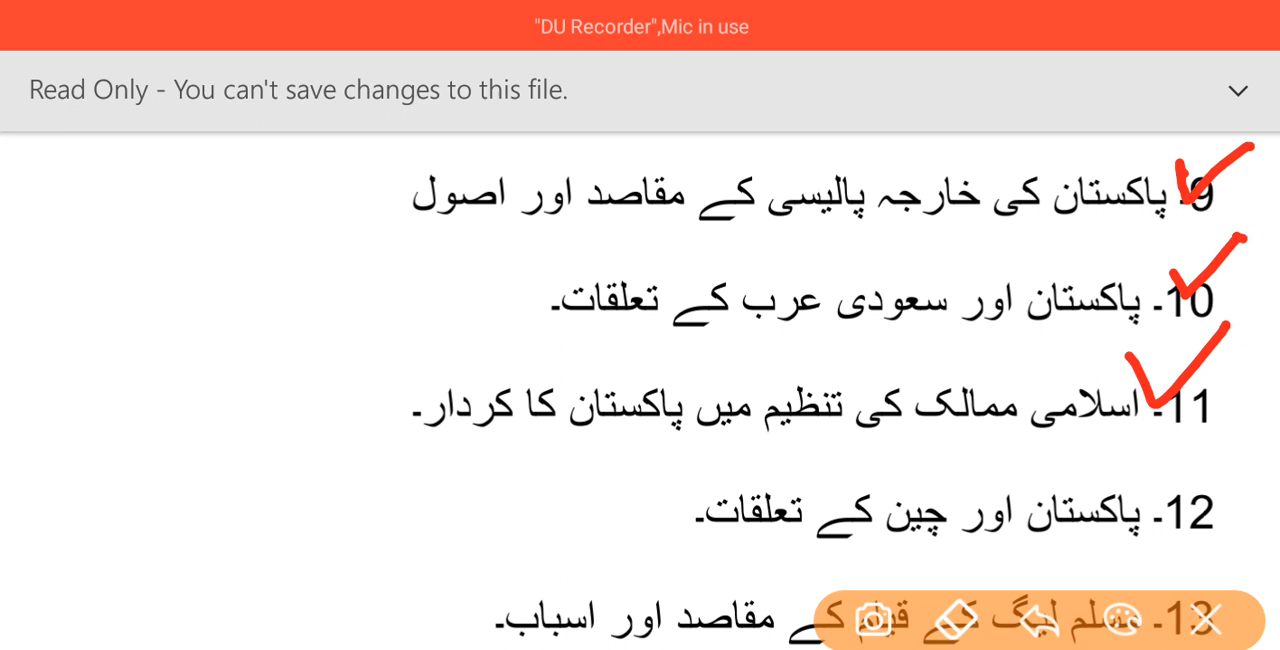 "DU Recorder",Mic in use
Read Only - You can't save changes to this file.
9۔ پاکستان کی خارجہ پالیسی کے مقاصد اور اصول
10۔ پاکستان اور سعودی عرب کے تعلقات۔
11۔ اسلامی ممالک کی تنظیم میں پاکستان کا کردار۔
12۔ پاکستان اور چین کے تعلقات۔
13۔ مسلم لیگ کے قیام کے مقاصد اور اسباب۔